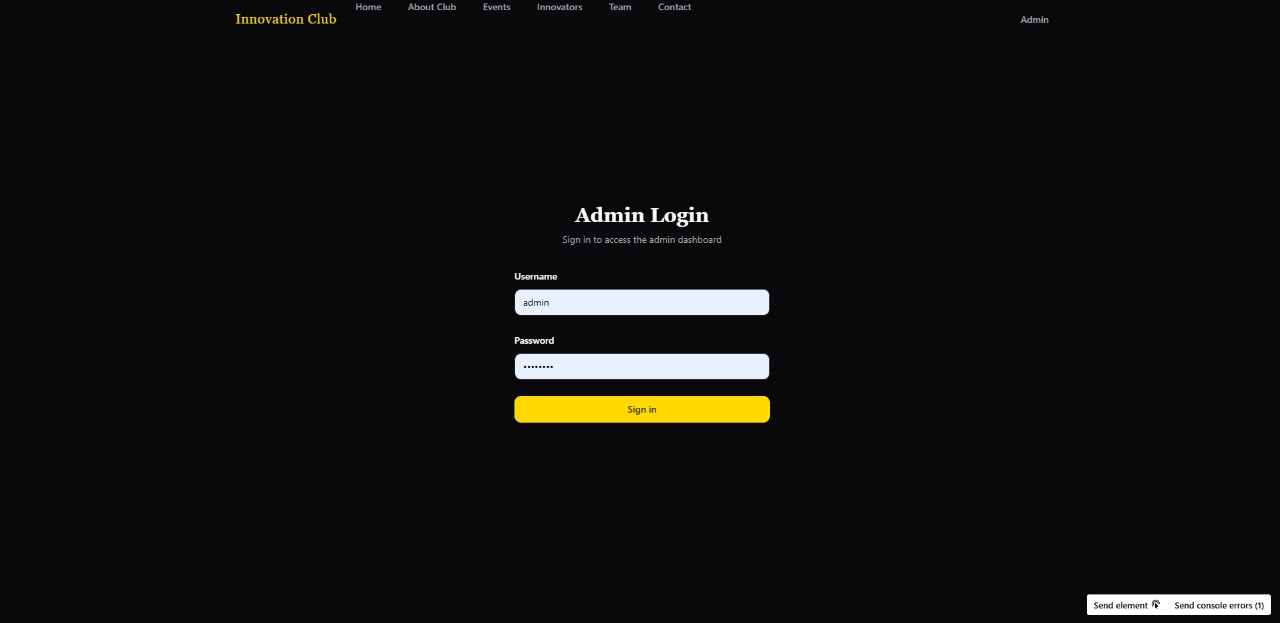 Innovation Club
Home About Club Events Innovators Team Contact
Admin
Admin Login
Sign in to access the admin dashboard
Username
admin
Password
••••••••
Sign in
Send element Send console errors (1)